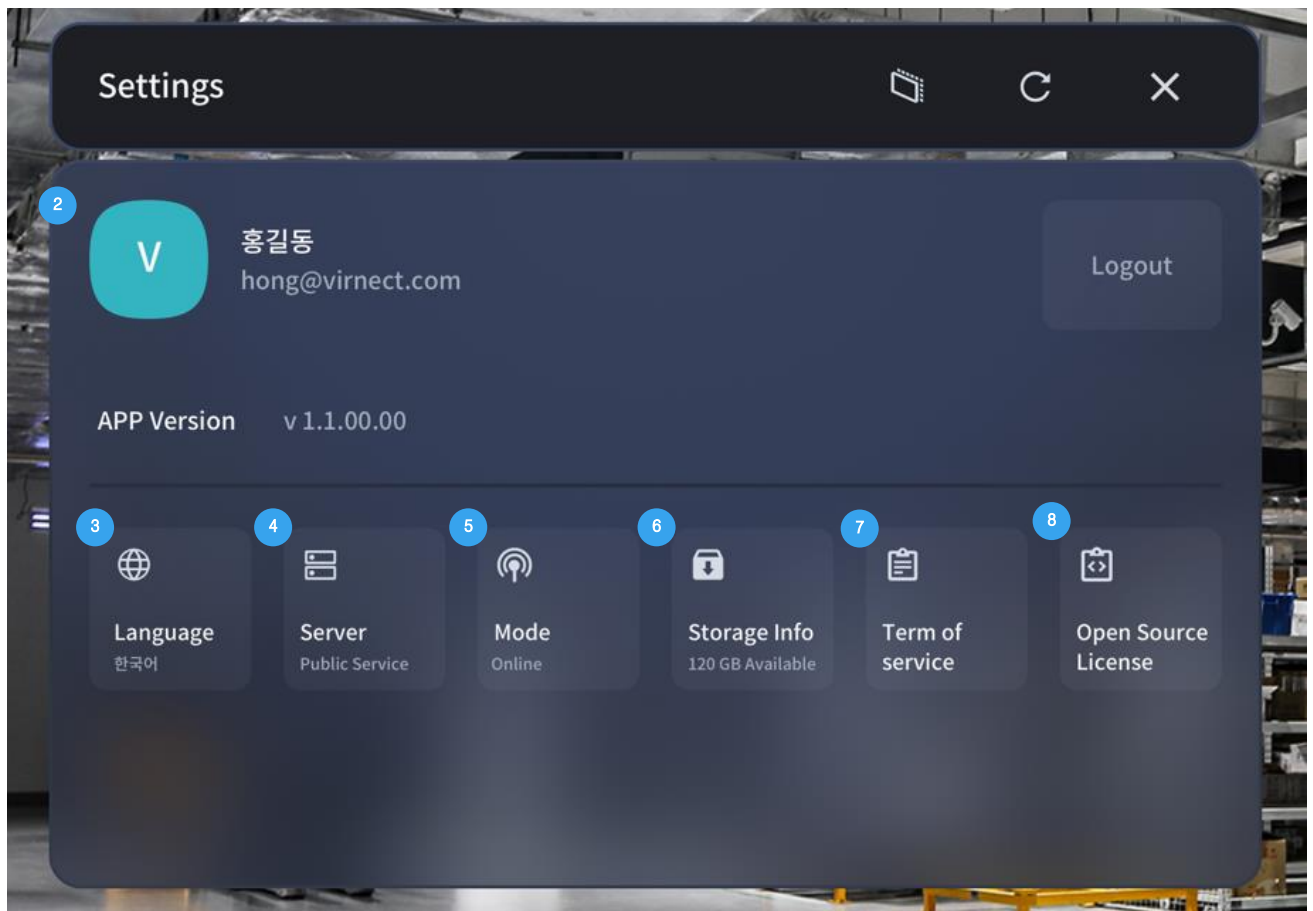 Settings
2
V
홍길동
hong@virnect.com
Logout
APP Version v 1.1.00.00
3
Language
한국어
4
Server
Public Service
5
Mode
Online
6
Storage Info
120 GB Available
7
Term of
service
8
Open Source
License